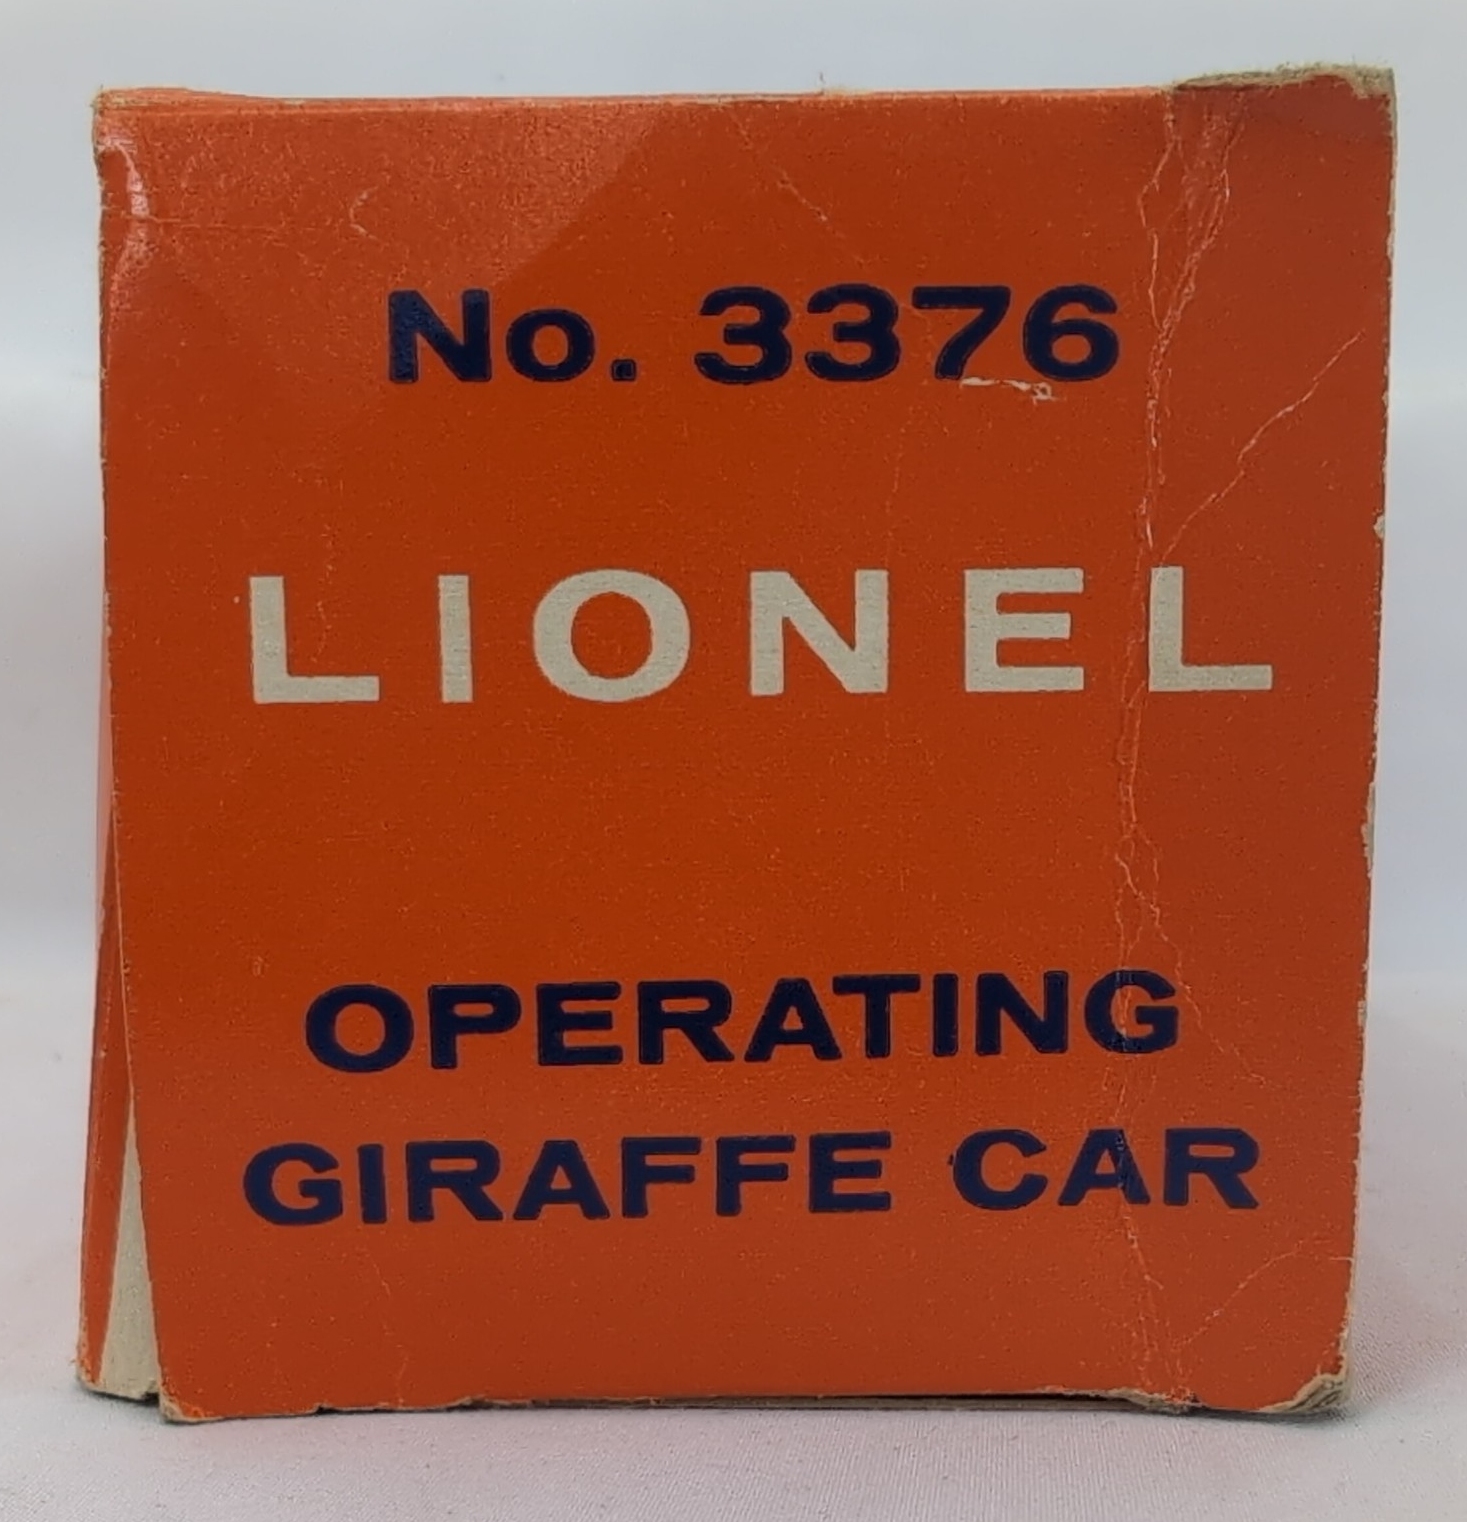 No. 3376
LIONEL
OPERATING
GIRAFFE CAR